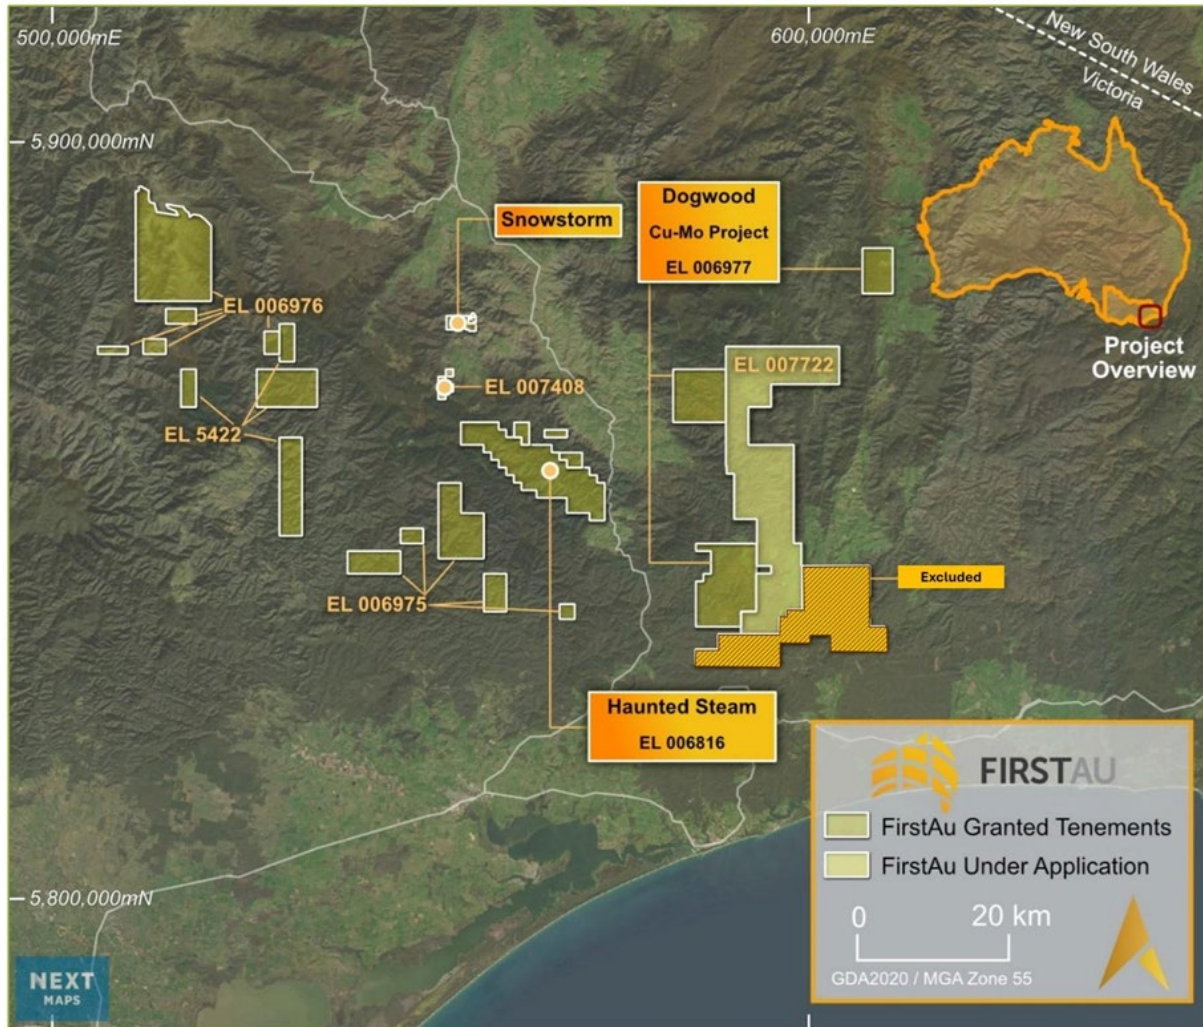 500,000mE
600,000mE
New South Wales
Victoria
5,900,000mN
Snowstorm
Dogwood
Cu-Mo Project
EL 006977
EL 006976
Project
Overview
EL 007722
EL 007408
EL 5422
Excluded
EL 006975
Haunted Steam
EL 006816
FIRSTAU
FirstAu Granted Tenements
FirstAu Under Application
0 20 km
GDA2020 / MGA Zone 55
5,800,000mN
NEXT
MAPS